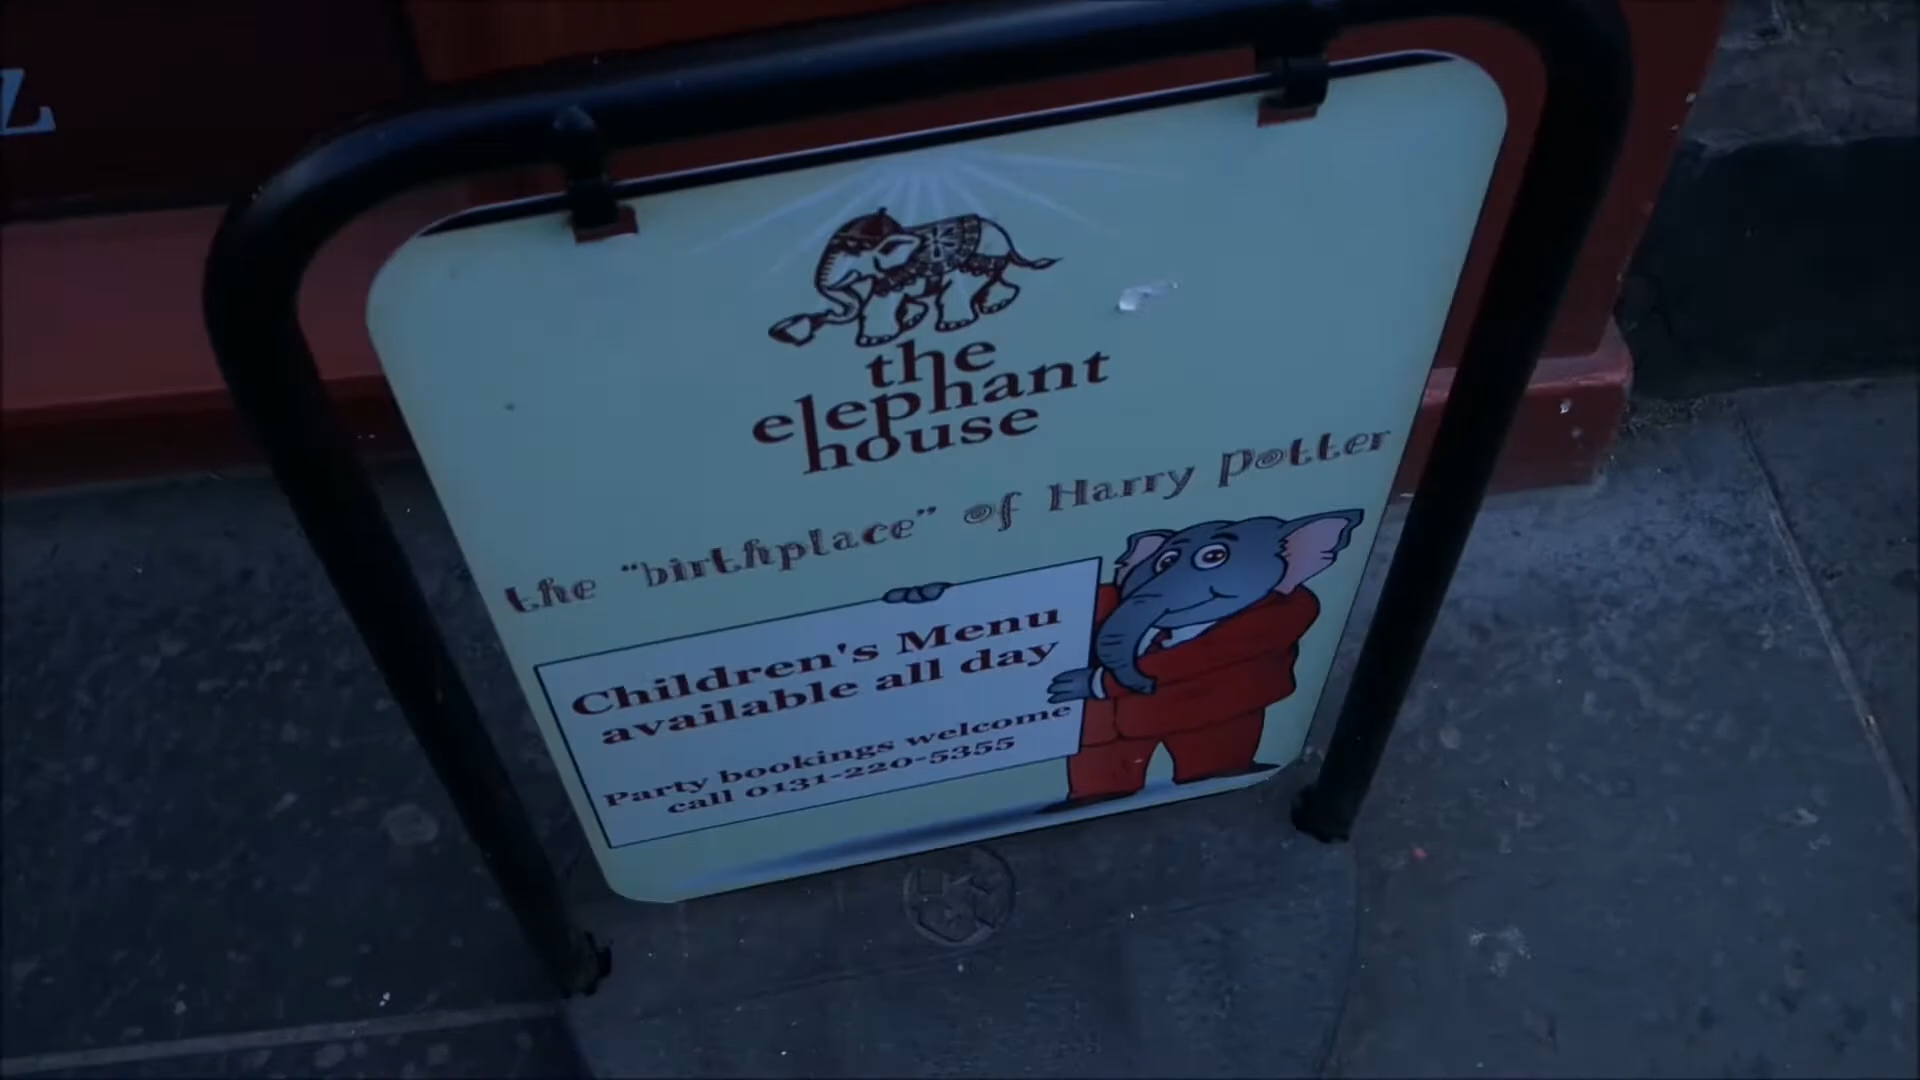 the
elephant
house
the "birthplace" of Harry Potter
Children's Menu
available all day
Party bookings welcome
call 0131-220-5355